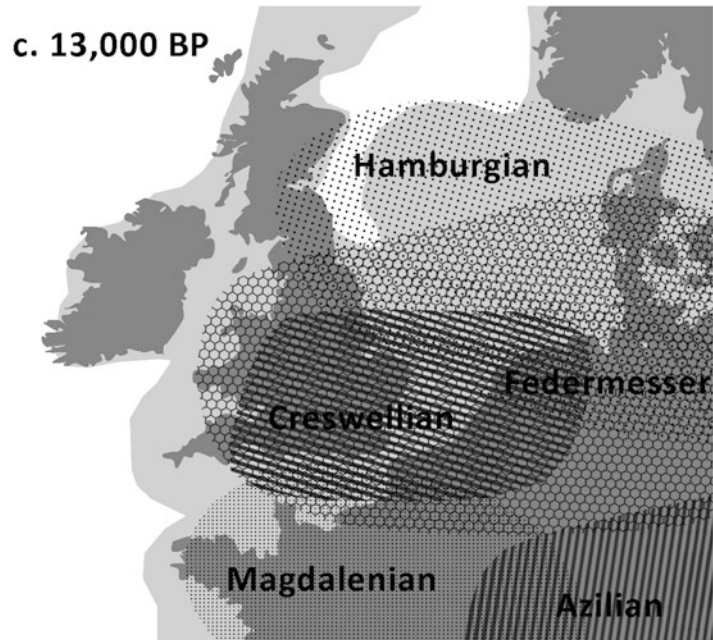 c. 13,000 BP
Hamburgian
Federmesser
Creswellian
Magdalenian
Azilian